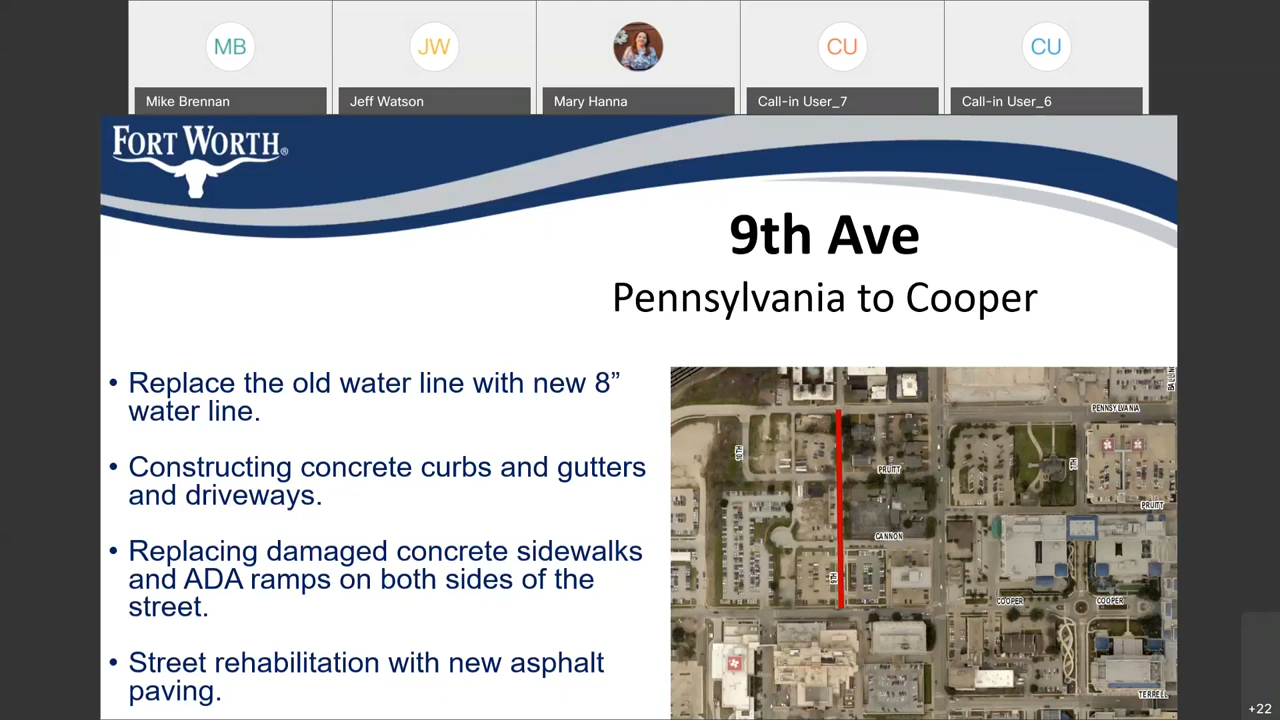 MB
JW
CU
CU
Mike Brennan
Jeff Watson
Mary Hanna
Call-in User_7
Call-in User_6
FORT WORTH®
9th Ave
Pennsylvania to Cooper
• Replace the old water line with new 8”
water line.
• Constructing concrete curbs and gutters
and driveways.
• Replacing damaged concrete sidewalks
and ADA ramps on both sides of the
street.
• Street rehabilitation with new asphalt
paving.
PENNSYLVANIA
10TH
PRUITT
7TH
PRUITT
CANNON
9TH
COOPER
COOPER
TERRELL
+22